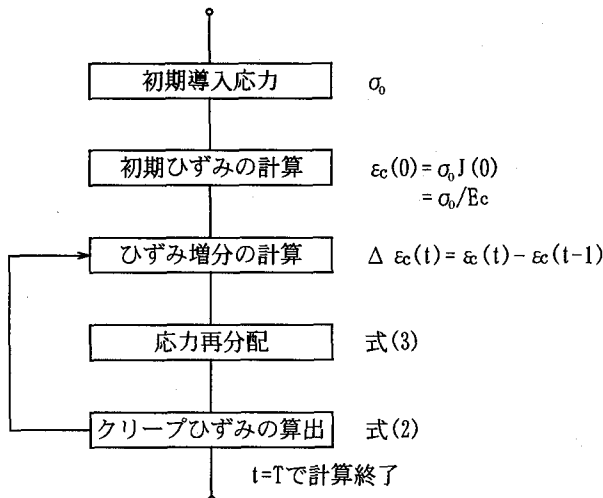 初期導入応力 σ₀
初期ひずみの計算 εc(0)=σ₀J(0)
=σ₀/Ec
ひずみ増分の計算 Δ εc(t)=εc(t)-εc(t-1)
応力再分配 式(3)
クリープひずみの算出 式(2)
t=Tで計算終了